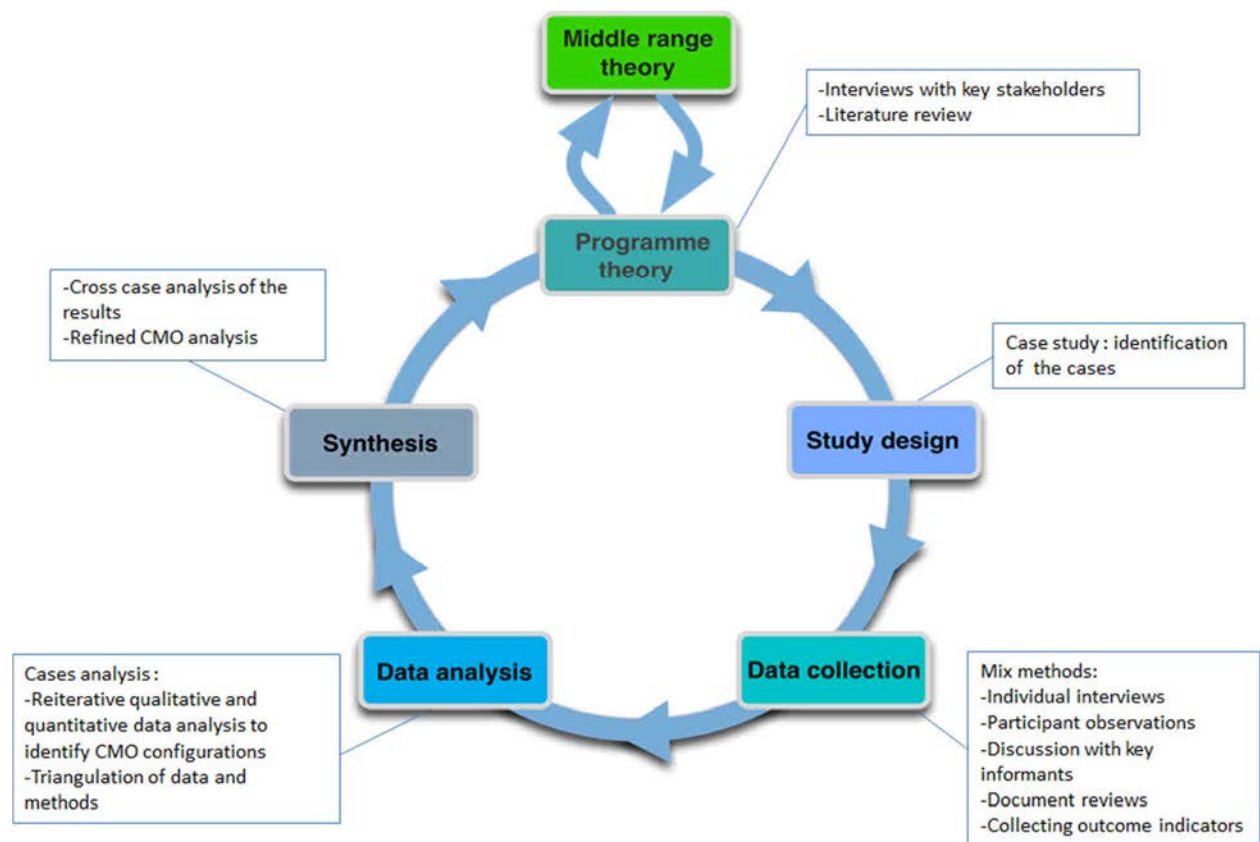 Middle range
theory
-Interviews with key stakeholders
-Literature review
Programme
theory
-Cross case analysis of the
results
-Refined CMO analysis
Case study : identification
of the cases
Synthesis
Study design
Data analysis
Data collection
Cases analysis :
-Reiterative qualitative and
quantitative data analysis to
identify CMO configurations
-Triangulation of data and
methods
Mix methods:
-Individual interviews
-Participant observations
-Discussion with key
informants
-Document reviews
-Collecting outcome indicators